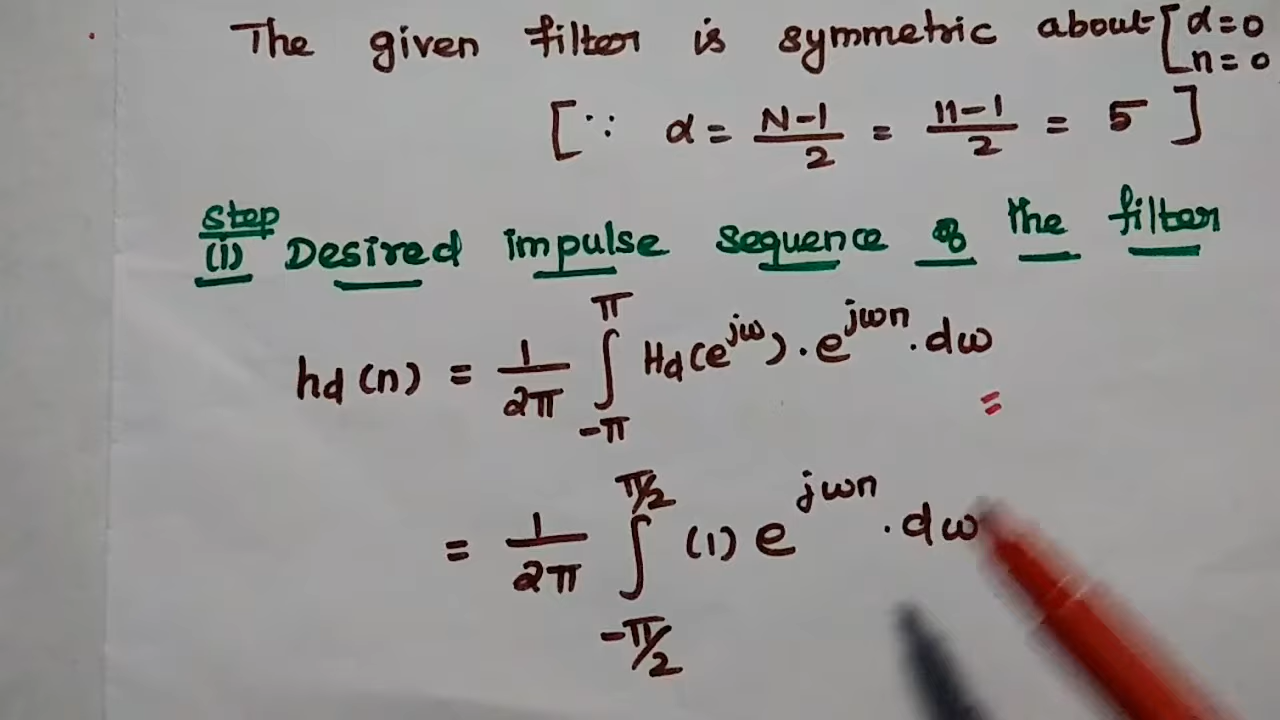 The given filter is symmetric about [α=0
n=0
[∵ α = N-1/2 = 11-1/2 = 5 ]
Step
(i) Desired impulse sequence of the filter
hd(n) = 1/2π ∫_{-π}^{π} Hd(e^{jω}) . e^{jωn} . dω
=
= 1/2π ∫_{-π/2}^{π/2} (1) e^{jωn} . dω